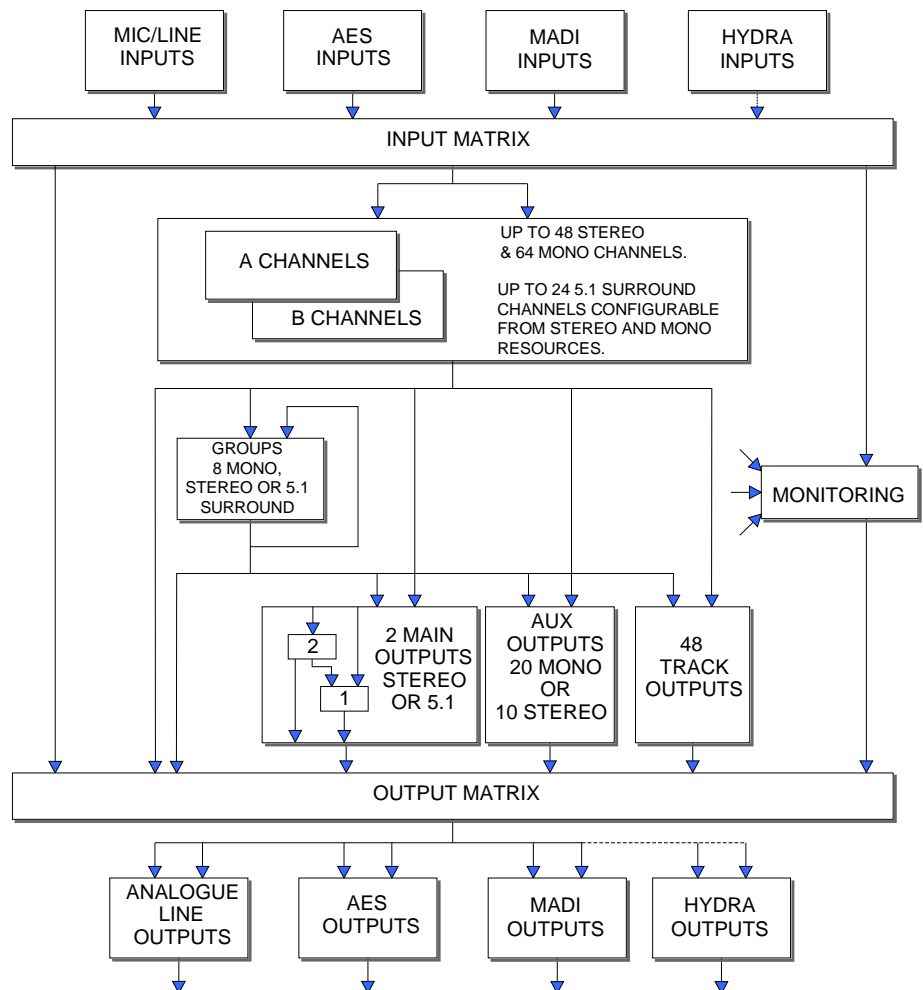 MIC/LINE
INPUTS
AES
INPUTS
MADI
INPUTS
HYDRA
INPUTS
INPUT MATRIX
A CHANNELS
B CHANNELS
UP TO 48 STEREO
& 64 MONO CHANNELS.
UP TO 24 5.1 SURROUND
CHANNELS CONFIGURABLE
FROM STEREO AND MONO
RESOURCES.
GROUPS
8 MONO,
STEREO OR 5.1
SURROUND
MONITORING
2
1
2 MAIN
OUTPUTS
STEREO
OR 5.1
AUX
OUTPUTS
20 MONO
OR
10 STEREO
48
TRACK
OUTPUTS
OUTPUT MATRIX
ANALOGUE
LINE
OUTPUTS
AES
OUTPUTS
MADI
OUTPUTS
HYDRA
OUTPUTS